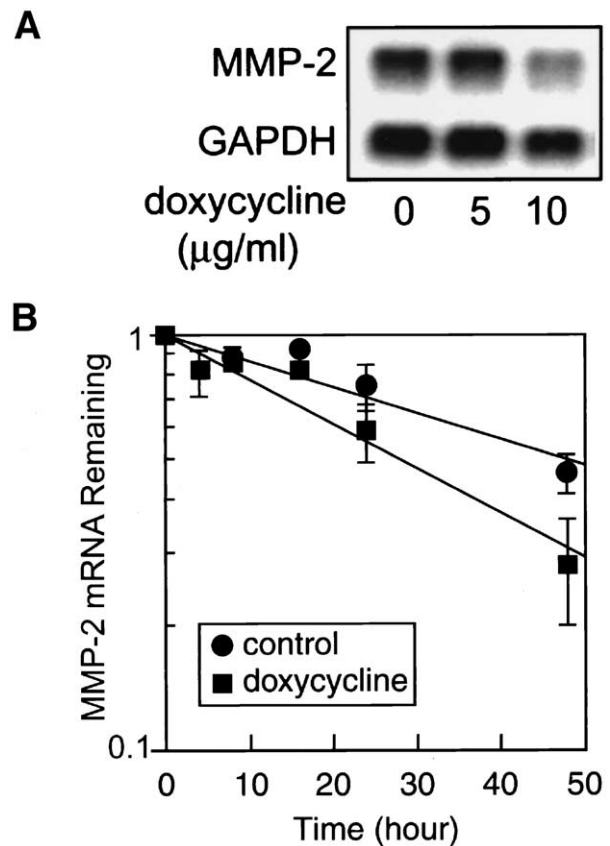 A
MMP-2
GAPDH
doxycycline 0 5 10
(μg/ml)
B
MMP-2 mRNA Remaining
1
0.1
control
doxycycline
0 10 20 30 40 50
Time (hour)